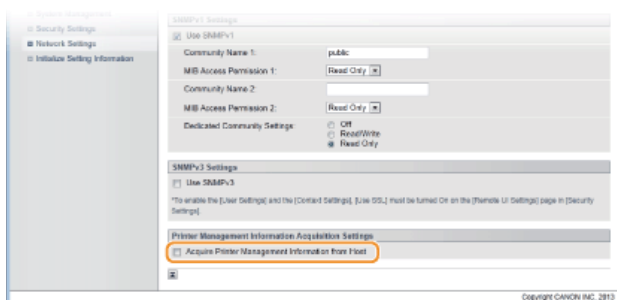 System Management
Security Settings
Network Settings
Initialize Setting Information
SNMPv1 Settings
Use SNMPv1
Community Name 1:
public
MIB Access Permission 1:
Read Only
Community Name 2:
MIB Access Permission 2:
Read Only
Dedicated Community Settings:
Off
Read/Write
Read Only
SNMPv3 Settings
Use SNMPv3
*To enable the [User Settings] and the [Context Settings], [Use SSL] must be turned On on the [Remote UI Settings] page in [Security
Settings].
Printer Management Information Acquisition Settings
Acquire Printer Management Information from Host
Copyright CANON INC. 2013